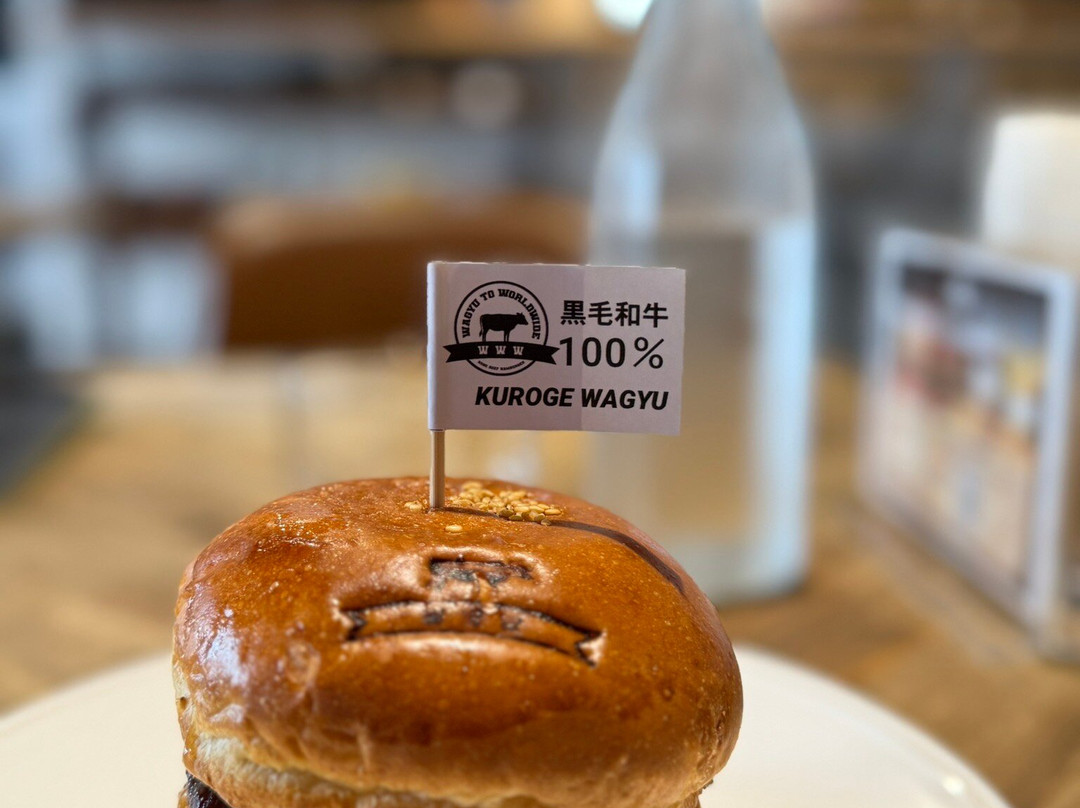 WAGYU TO WORLDWIDE
W W W
黒毛和牛
100%
KUROGE WAGYU